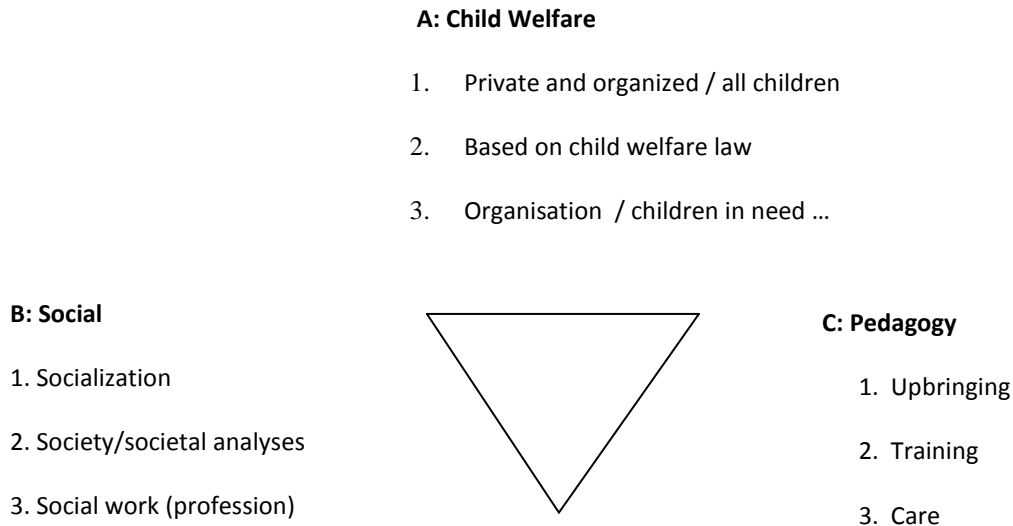 A: Child Welfare
1. Private and organized / all children
2. Based on child welfare law
3. Organisation / children in need ...
B: Social
1. Socialization
2. Society/societal analyses
3. Social work (profession)
C: Pedagogy
1. Upbringing
2. Training
3. Care